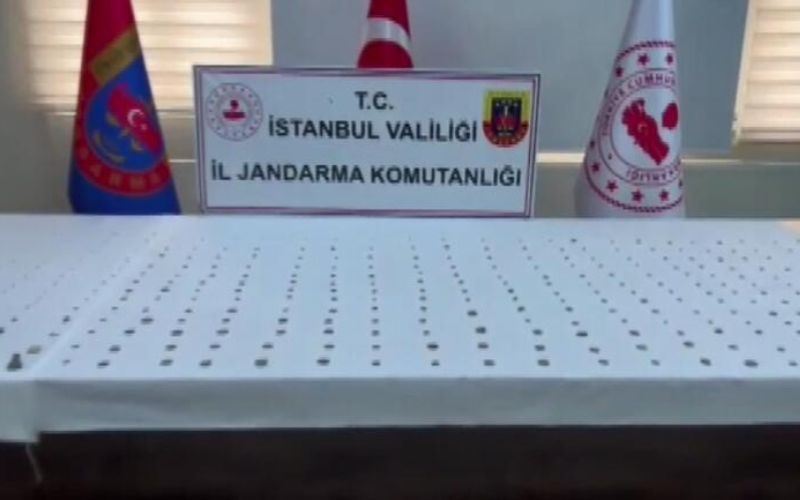 T.C.
İSTANBUL VALİLİĞİ
İL JANDARMA KOMUTANLIĞI